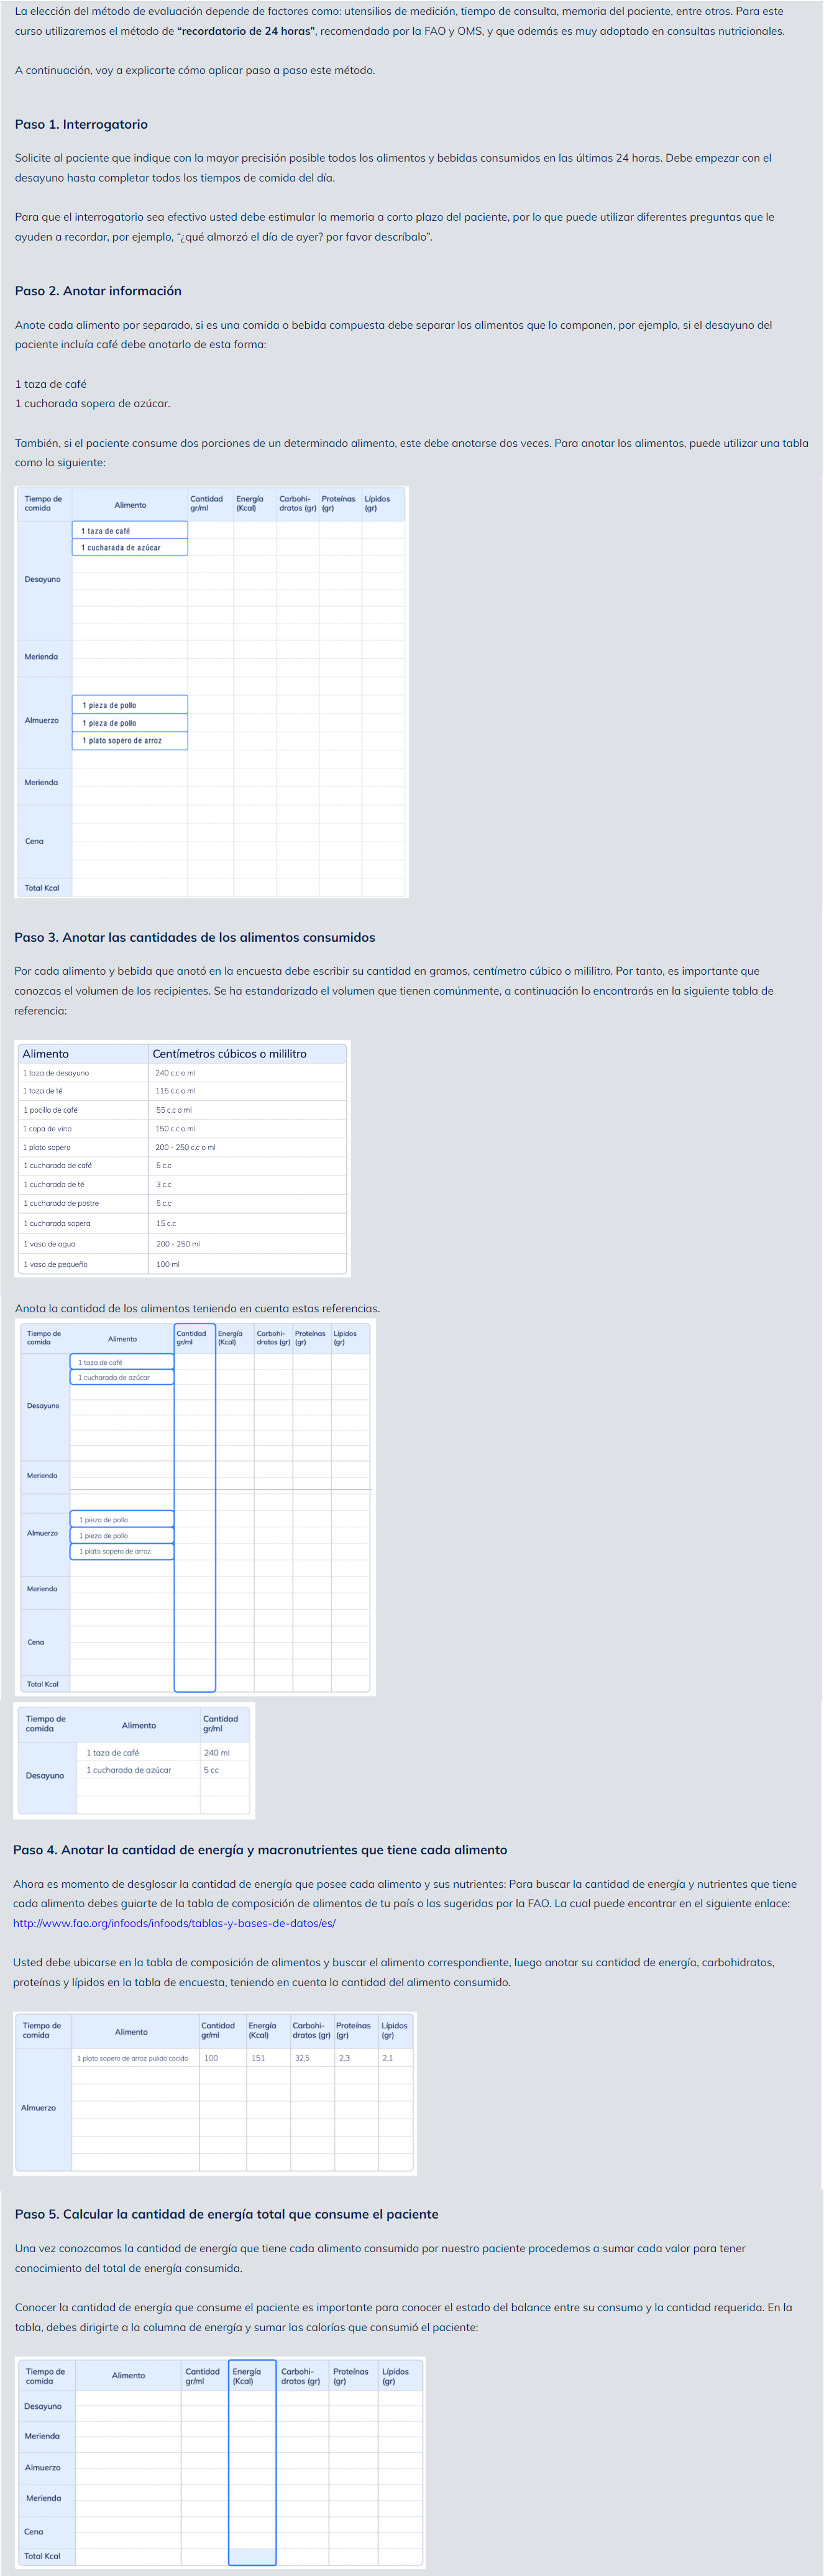 La elección del método de evaluación depende de factores como: utensilios de medición, tiempo de consulta, memoria del paciente, entre otros. Para este
curso utilizaremos el método de “recordatorio de 24 horas”, recomendado por la FAO y OMS, y que además es muy adoptado en consultas nutricionales.
A continuación, voy a explicarte cómo aplicar paso a paso este método.
Paso 1. Interrogatorio
Solicite al paciente que indique con la mayor precisión posible todos los alimentos y bebidas consumidos en las últimas 24 horas. Debe empezar con el
desayuno hasta completar todos los tiempos de comida del día.
Para que el interrogatorio sea efectivo usted debe estimular la memoria a corto plazo del paciente, por lo que puede utilizar diferentes preguntas que le
ayuden a recordar, por ejemplo, “¿qué almorzó el día de ayer? por favor descríbalo”.
Paso 2. Anotar información
Anote cada alimento por separado, si es una comida o bebida compuesta debe separar los alimentos que lo componen, por ejemplo, si el desayuno del
paciente incluía café debe anotarlo de esta forma:
1 taza de café
1 cucharada sopera de azúcar.
También, si el paciente consume dos porciones de un determinado alimento, este debe anotarse dos veces. Para anotar los alimentos, puede utilizar una tabla
como la siguiente:
Tiempo de comida Alimento Cantidad gr/ml Energía (Kcal) Carbohi-dratos (gr) Proteínas (gr) Lípidos (gr)
1 taza de café
1 cucharada de azúcar
Desayuno
Merienda
1 pieza de pollo
Almuerzo 1 pieza de pollo
1 plato sopero de arroz
Merienda
Cena
Total Kcal
Paso 3. Anotar las cantidades de los alimentos consumidos
Por cada alimento y bebida que anotó en la encuesta debe escribir su cantidad en gramos, centímetro cúbico o mililitro. Por tanto, es importante que
conozcas el volumen de los recipientes. Se ha estandarizado el volumen que tienen comúnmente, a continuación lo encontrarás en la siguiente tabla de
referencia:
Alimento Centímetros cúbicos o mililitro
1 taza de desayuno 240 c.c o ml
1 taza de té 115 c.c o ml
1 pocillo de café 55 c.c o ml
1 copa de vino 150 c.c o ml
1 plato sopero 200 - 250 c.c o ml
1 cucharada de café 5 c.c
1 cucharada de té 3 c.c
1 cucharada de postre 5 c.c
1 cucharada sopera 15 c.c
1 vaso de agua 200 - 250 ml
1 vaso de pequeño 100 ml
Anota la cantidad de los alimentos teniendo en cuenta estas referencias.
Tiempo de comida Alimento Cantidad gr/ml Energía (Kcal) Carbohi-dratos (gr) Proteínas (gr) Lípidos (gr)
1 taza de café
1 cucharada de azúcar
Desayuno
Merienda
1 pieza de pollo
Almuerzo 1 pieza de pollo
1 plato sopero de arroz
Merienda
Cena
Total Kcal
Tiempo de comida Alimento Cantidad gr/ml
1 taza de café 240 ml
1 cucharada de azúcar 5 cc
Desayuno
Paso 4. Anotar la cantidad de energía y macronutrientes que tiene cada alimento
Ahora es momento de desglosar la cantidad de energía que posee cada alimento y sus nutrientes: Para buscar la cantidad de energía y nutrientes que tiene
cada alimento debes guiarte de la tabla de composición de alimentos de tu país o las sugeridas por la FAO. La cual puede encontrar en el siguiente enlace:
http://www.fao.org/infoods/infoods/tablas-y-bases-de-datos/es/
Usted debe ubicarse en la tabla de composición de alimentos y buscar el alimento correspondiente, luego anotar su cantidad de energía, carbohidratos,
proteínas y lípidos en la tabla de encuesta, teniendo en cuenta la cantidad del alimento consumido.
Tiempo de comida Alimento Cantidad gr/ml Energía (Kcal) Carbohi-dratos (gr) Proteínas (gr) Lípidos (gr)
1 plato sopero de arroz pulido cocido 100 151 32,5 2,3 2,1
Almuerzo
Paso 5. Calcular la cantidad de energía total que consume el paciente
Una vez conozcamos la cantidad de energía que tiene cada alimento consumido por nuestro paciente procedemos a sumar cada valor para tener
conocimiento del total de energía consumida.
Conocer la cantidad de energía que consume el paciente es importante para conocer el estado del balance entre su consumo y la cantidad requerida. En la
tabla, debes dirigirte a la columna de energía y sumar las calorías que consumió el paciente:
Tiempo de comida Alimento Cantidad gr/ml Energía (Kcal) Carbohi-dratos (gr) Proteínas (gr) Lípidos (gr)
Desayuno
Merienda
Almuerzo
Merienda
Cena
Total Kcal